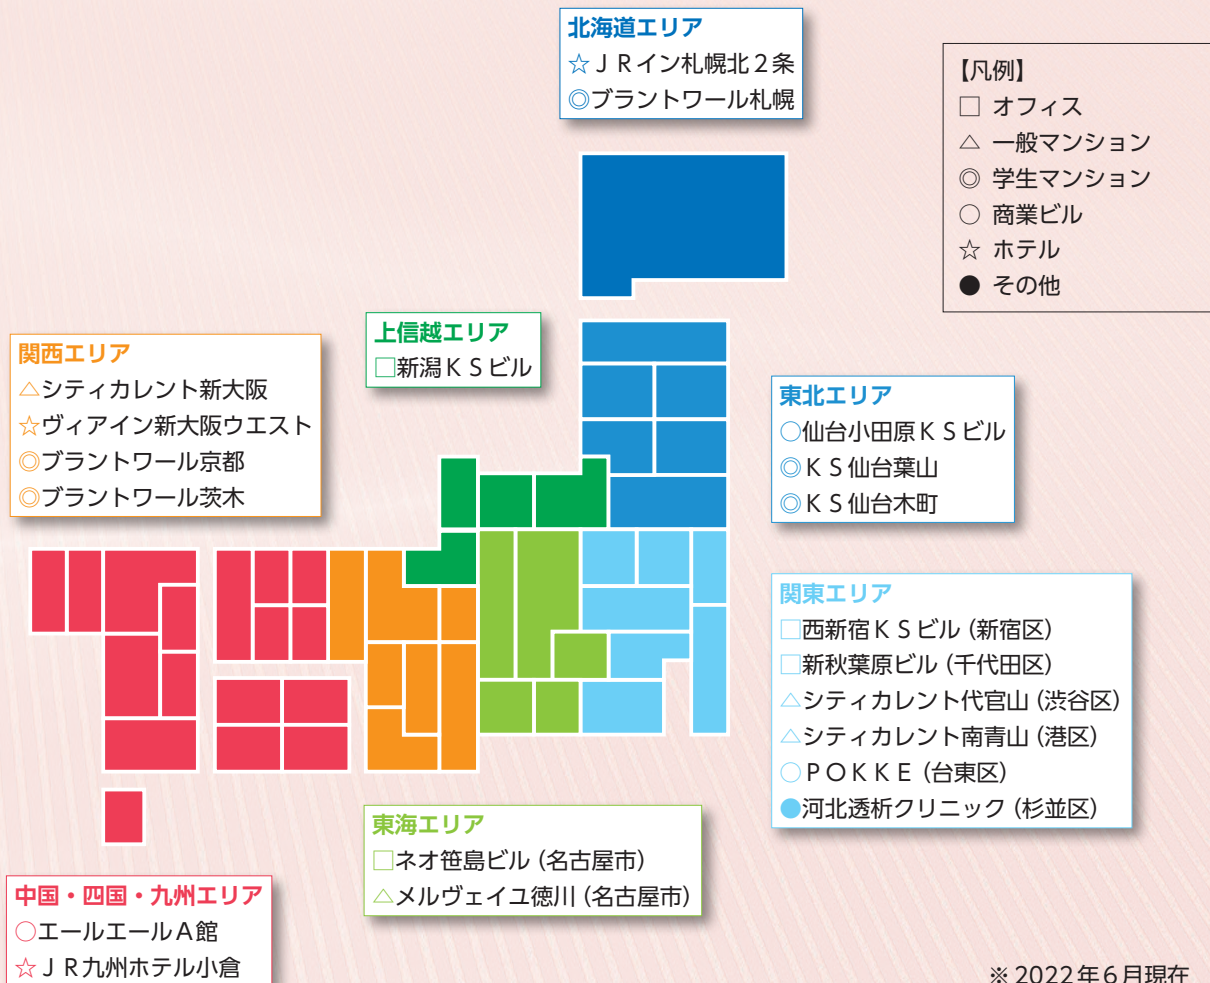 北海道エリア
☆ＪＲイン札幌北２条
◎ブラントワール札幌
【凡例】
□ オフィス
△ 一般マンション
◎ 学生マンション
○ 商業ビル
☆ ホテル
● その他
上信越エリア
□新潟ＫＳビル
関西エリア
△シティカレント新大阪
☆ヴィアイン新大阪ウエスト
◎ブラントワール京都
◎ブラントワール茨木
東北エリア
○仙台小田原ＫＳビル
◎ＫＳ仙台葉山
◎ＫＳ仙台木町
関東エリア
□西新宿ＫＳビル（新宿区）
□新秋葉原ビル（千代田区）
△シティカレント代官山（渋谷区）
△シティカレント南青山（港区）
○ＰＯＫＫＥ（台東区）
●河北透析クリニック（杉並区）
東海エリア
□ネオ笹島ビル（名古屋市）
△メルヴェイユ徳川（名古屋市）
中国・四国・九州エリア
○エールエールＡ館
☆ＪＲ九州ホテル小倉
※2022年６月現在